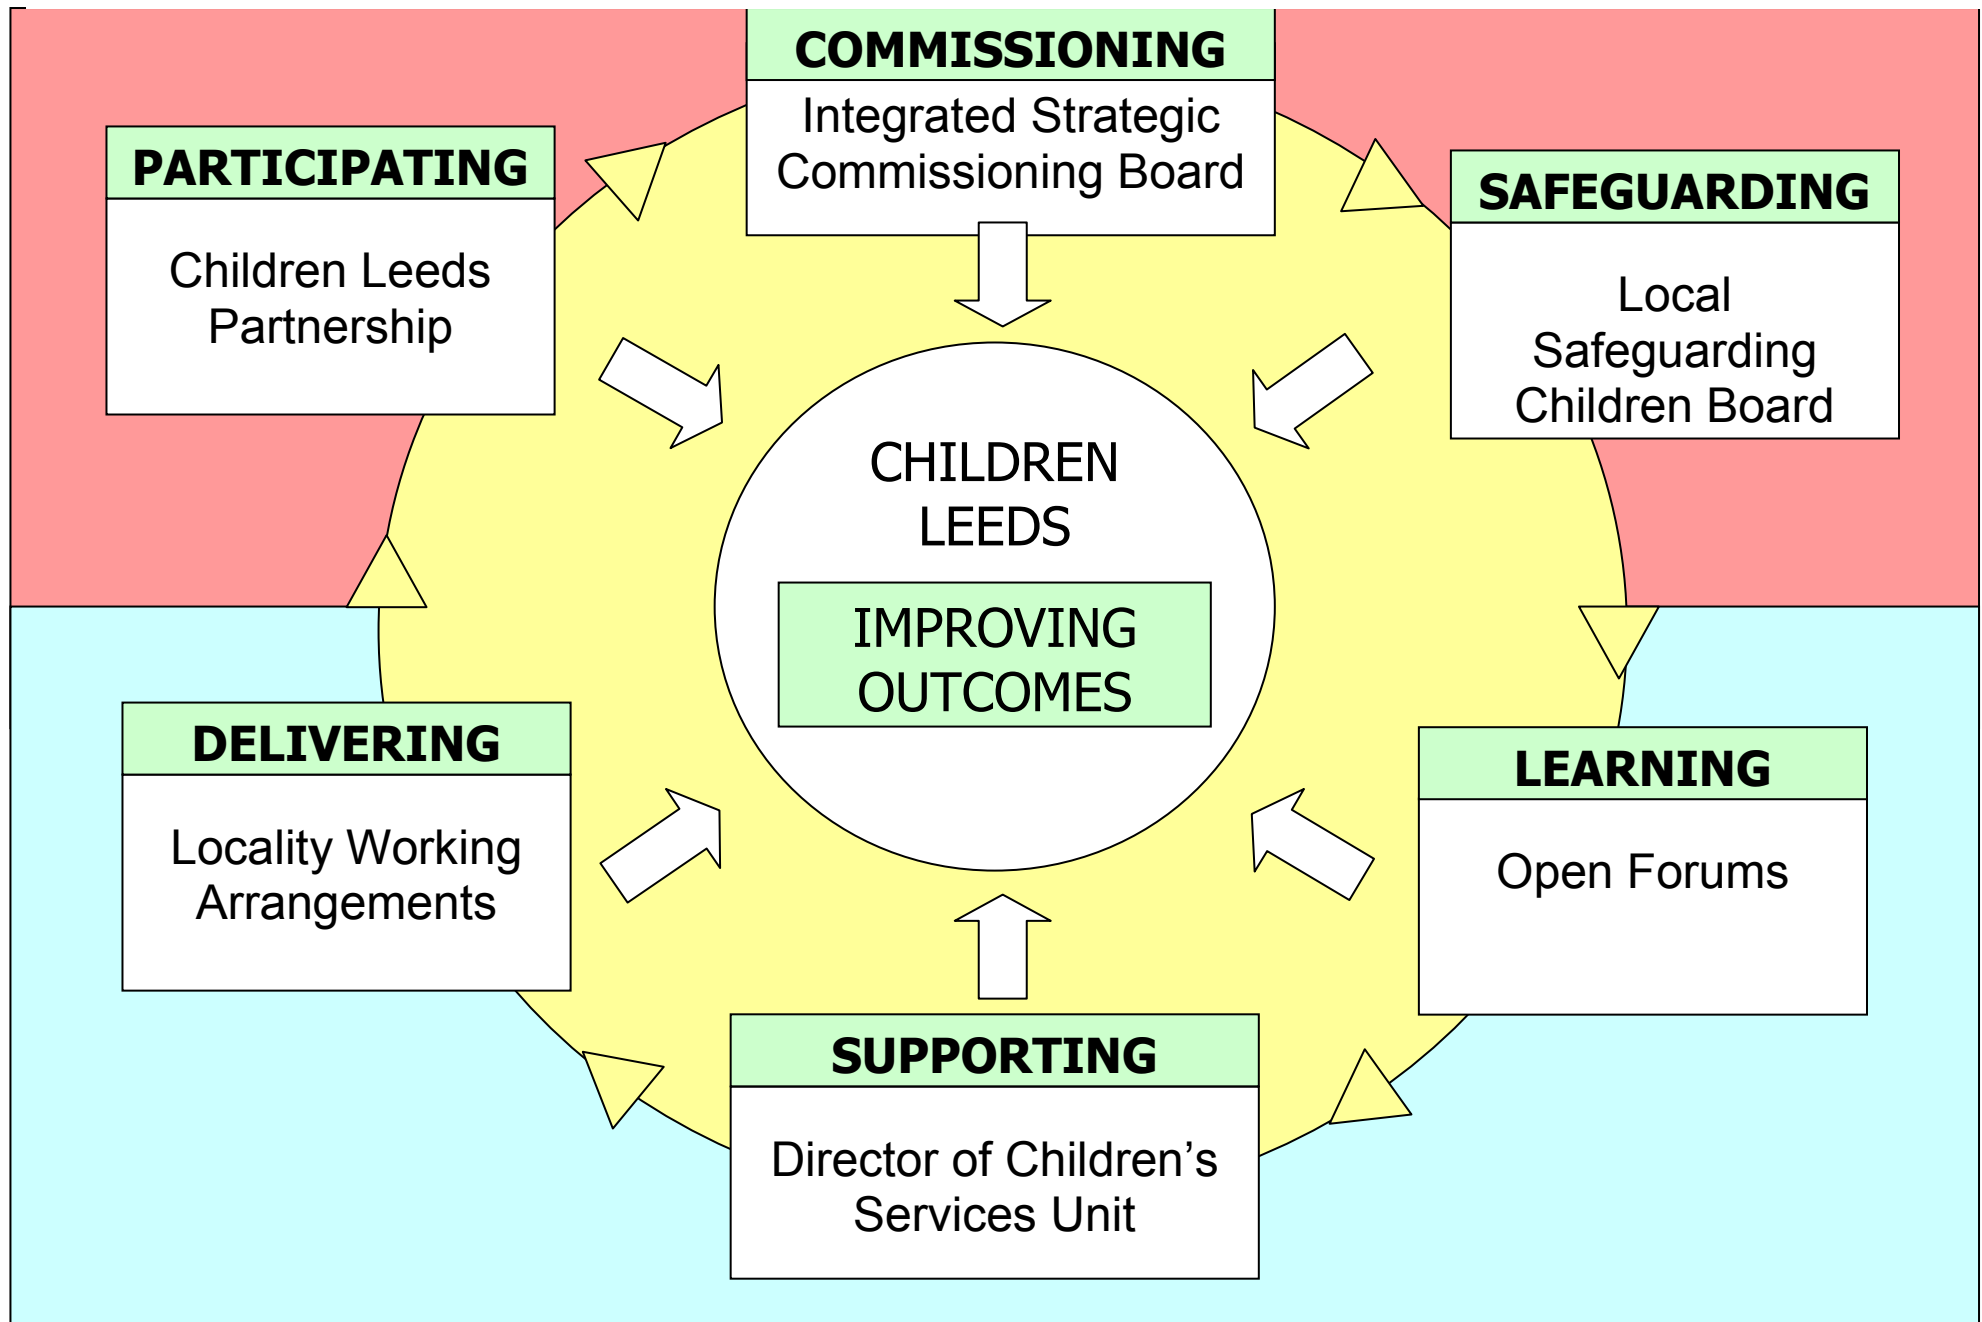 COMMISSIONING
Integrated Strategic
Commissioning Board
PARTICIPATING
Children Leeds
Partnership
SAFEGUARDING
Local
Safeguarding
Children Board
CHILDREN
LEEDS
IMPROVING
OUTCOMES
DELIVERING
Locality Working
Arrangements
LEARNING
Open Forums
SUPPORTING
Director of Children’s
Services Unit